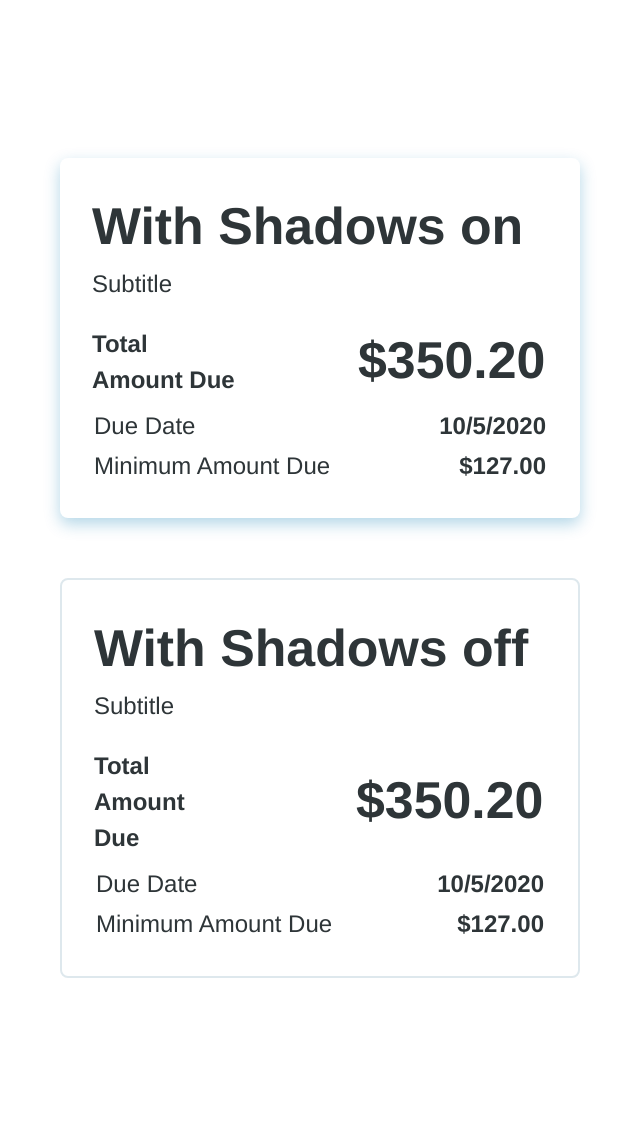 With Shadows on
Subtitle
Total
Amount Due
$350.20
Due Date 10/5/2020
Minimum Amount Due $127.00
With Shadows off
Subtitle
Total
Amount
Due
$350.20
Due Date 10/5/2020
Minimum Amount Due $127.00